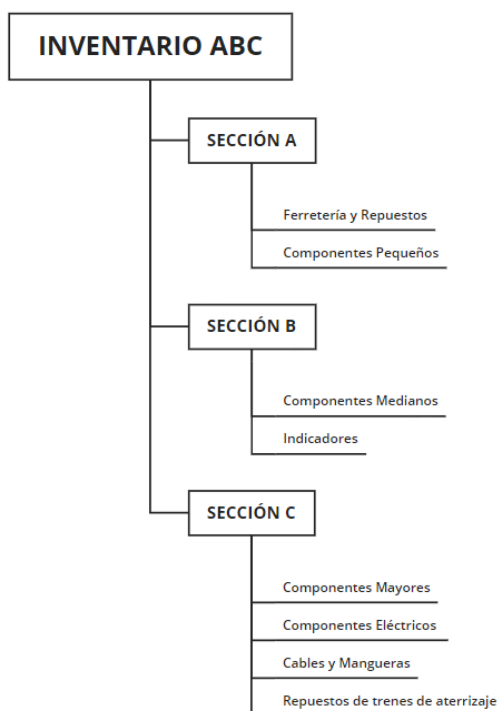 INVENTARIO ABC
SECCIÓN A
Ferretería y Repuestos
Componentes Pequeños
SECCIÓN B
Componentes Medianos
Indicadores
SECCIÓN C
Componentes Mayores
Componentes Eléctricos
Cables y Mangueras
Repuestos de trenes de aterrizaje